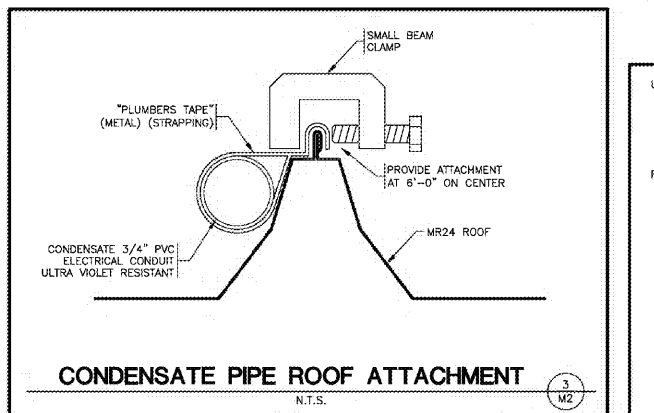 SMALL BEAM
CLAMP
"PLUMBERS TAPE"
(METAL) (STRAPPING)
PROVIDE ATTACHMENT
AT 6'-0" ON CENTER
MR24 ROOF
CONDENSATE 3/4" PVC
ELECTRICAL CONDUIT
ULTRA VIOLET RESISTANT
CONDENSATE PIPE ROOF ATTACHMENT
N.T.S.
3
M2